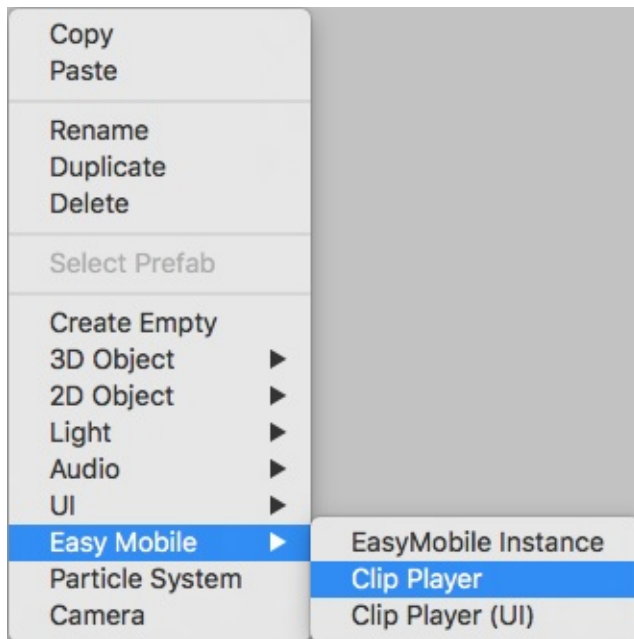 Copy
Paste
Rename
Duplicate
Delete
Select Prefab
Create Empty
3D Object
2D Object
Light
Audio
UI
Easy Mobile
Particle System
Camera
EasyMobile Instance
Clip Player
Clip Player (UI)